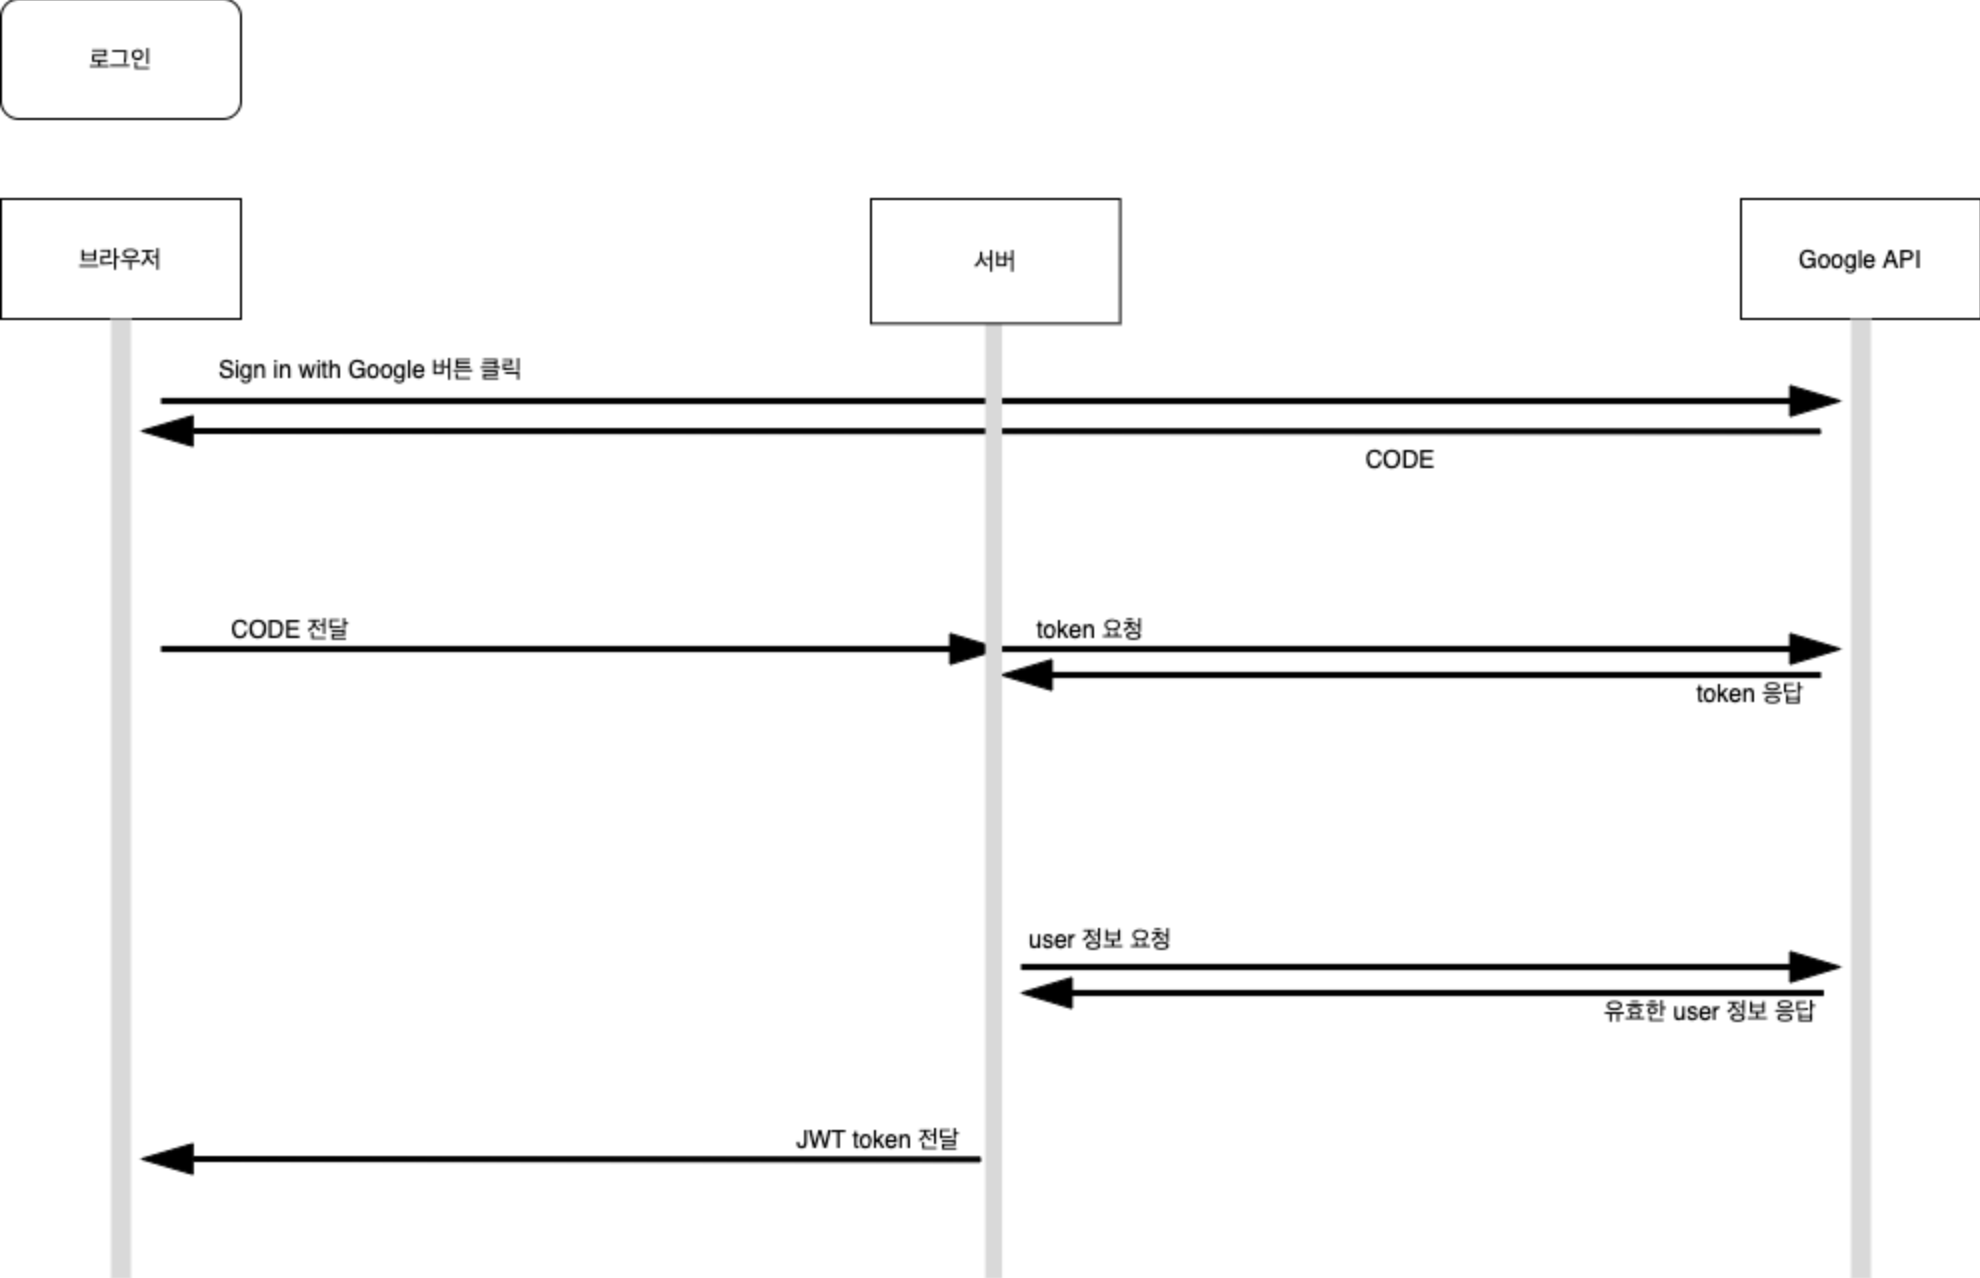 로그인
브라우저
서버
Google API
Sign in with Google 버튼 클릭
CODE
CODE 전달
token 요청
token 응답
user 정보 요청
유효한 user 정보 응답
JWT token 전달